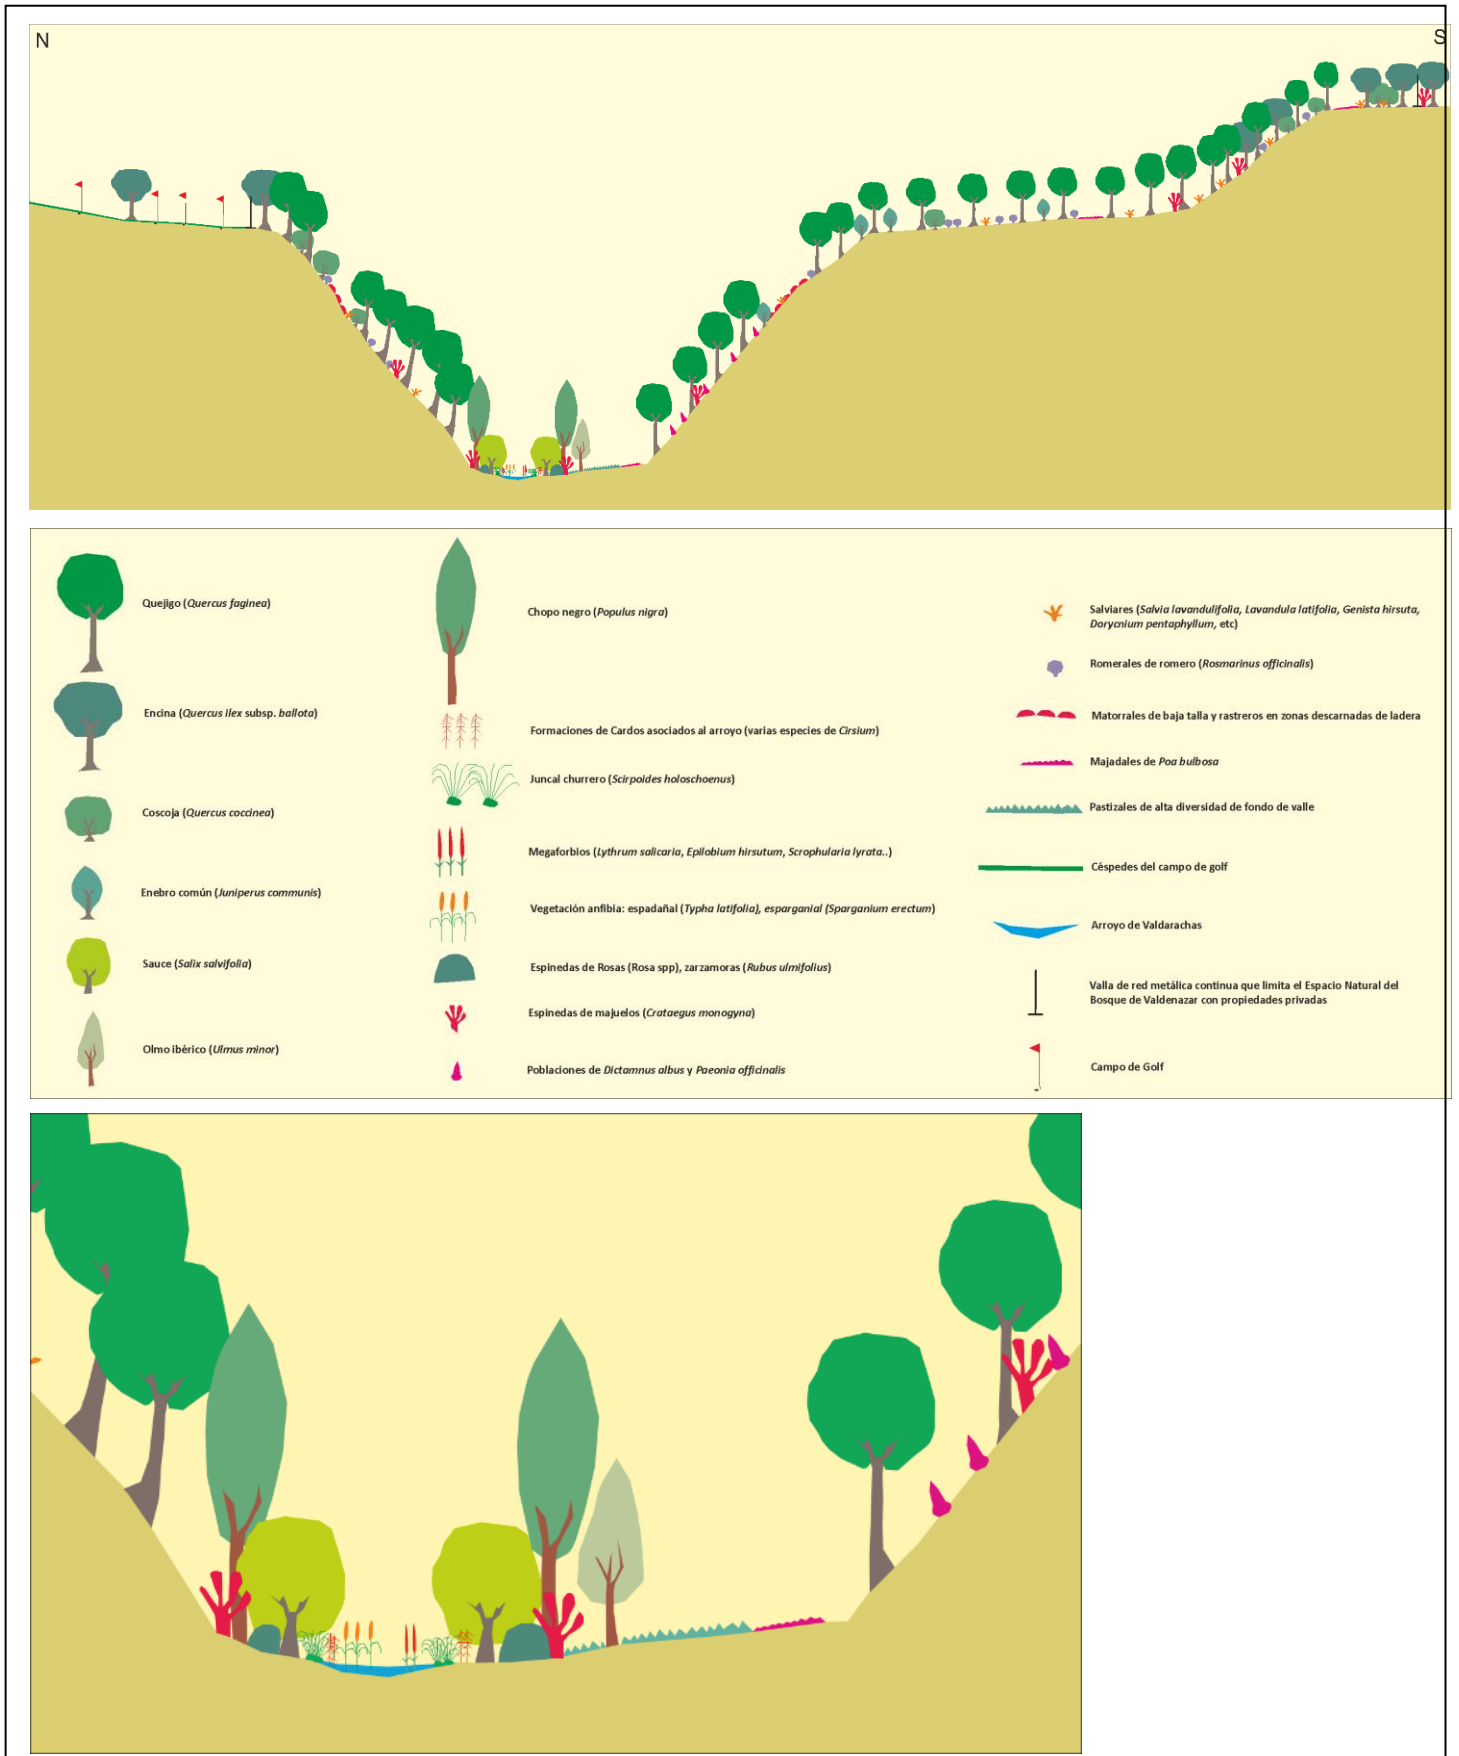 N
S
Quejigo (Quercus faginea)
Encina (Quercus ilex subsp. ballota)
Coscoja (Quercus coccinea)
Enebro común (Juniperus communis)
Sauce (Salix salvifolia)
Olmo ibérico (Ulmus minor)
Chopo negro (Populus nigra)
Formaciones de Cardos asociados al arroyo (varias especies de Cirsium)
Juncal churrero (Scirpoides holoschoenus)
Megaforbios (Lythrum salicaria, Epilobium hirsutum, Scrophularia lyrata..)
Vegetación anfibia: espadañal (Typha latifolia), esparganial (Sparganium erectum)
Espinedas de Rosas (Rosa spp), zarzamoras (Rubus ulmifolius)
Espinedas de majuelos (Crataegus monogyna)
Poblaciones de Dictamnus albus y Paeonia officinalis
Salviares (Salvia lavandulifolia, Lavandula latifolia, Genista hirsuta,
Dorycnium pentaphyllum, etc)
Romerales de romero (Rosmarinus officinalis)
Matorrales de baja talla y rastreros en zonas descarnadas de ladera
Majadales de Poa bulbosa
Pastizales de alta diversidad de fondo de valle
Céspedes del campo de golf
Arroyo de Valdarachas
Valla de red metálica continua que limita el Espacio Natural del
Bosque de Valdenazar con propiedades privadas
Campo de Golf